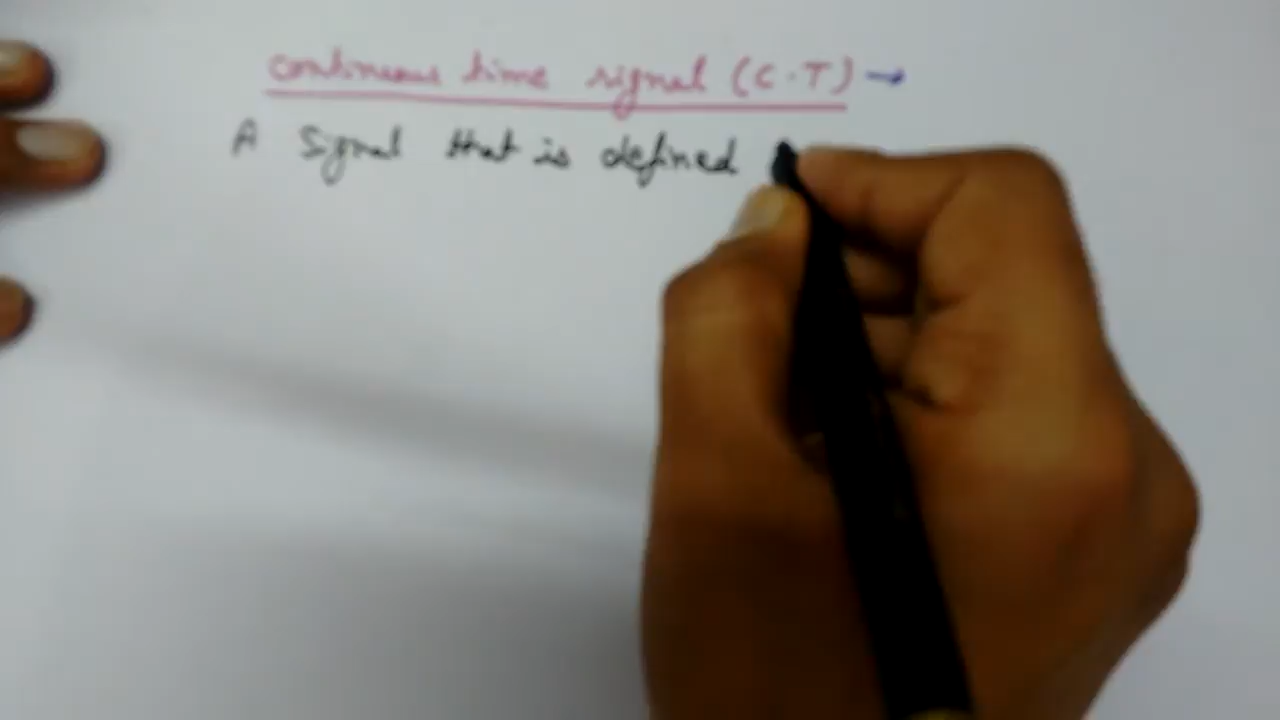 continuous time signal (C.T) →
A Signal that is defined